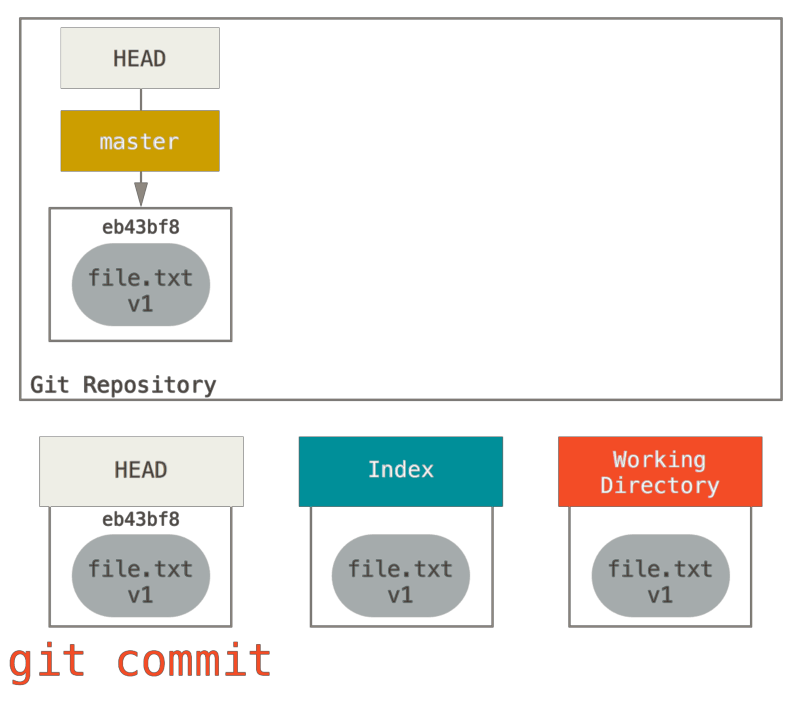 HEAD
master
eb43bf8
file.txt
v1
Git Repository
HEAD
Index
Working
Directory
eb43bf8
file.txt
v1
file.txt
v1
file.txt
v1
git commit